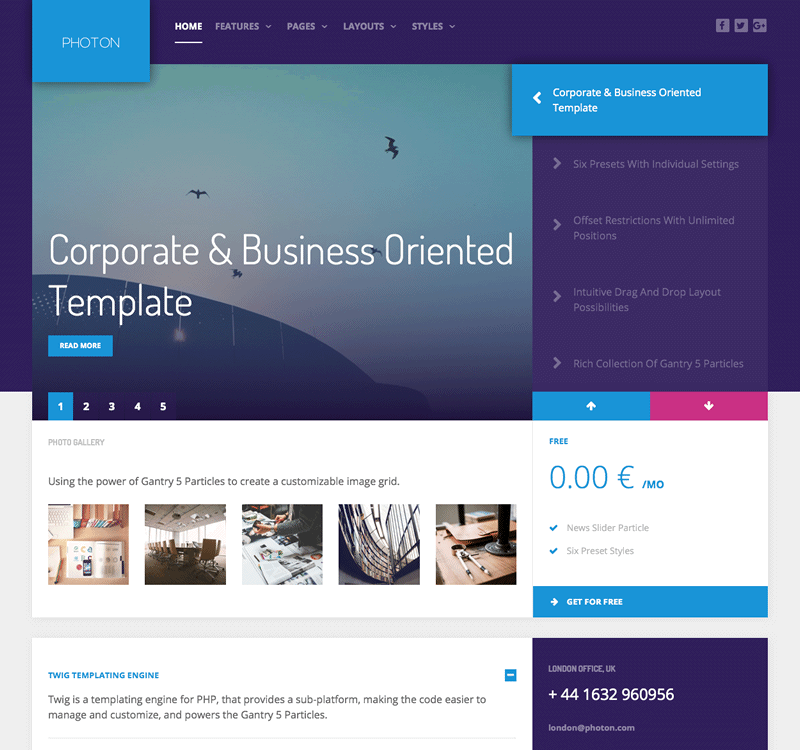 PHOTON
HOME FEATURES PAGES LAYOUTS STYLES
Corporate & Business Oriented
Template
Six Presets With Individual Settings
Offset Restrictions With Unlimited
Positions
Intuitive Drag And Drop Layout
Possibilities
Rich Collection Of Gantry 5 Particles
Corporate & Business Oriented
Template
READ MORE
1 2 3 4 5
PHOTO GALLERY
Using the power of Gantry 5 Particles to create a customizable image grid.
FREE
0.00 € /MO
News Slider Particle
Six Preset Styles
GET FOR FREE
TWIG TEMPLATING ENGINE
Twig is a templating engine for PHP, that provides a sub-platform, making the code easier to
manage and customize, and powers the Gantry 5 Particles.
LONDON OFFICE, UK
+ 44 1632 960956
london@photon.com